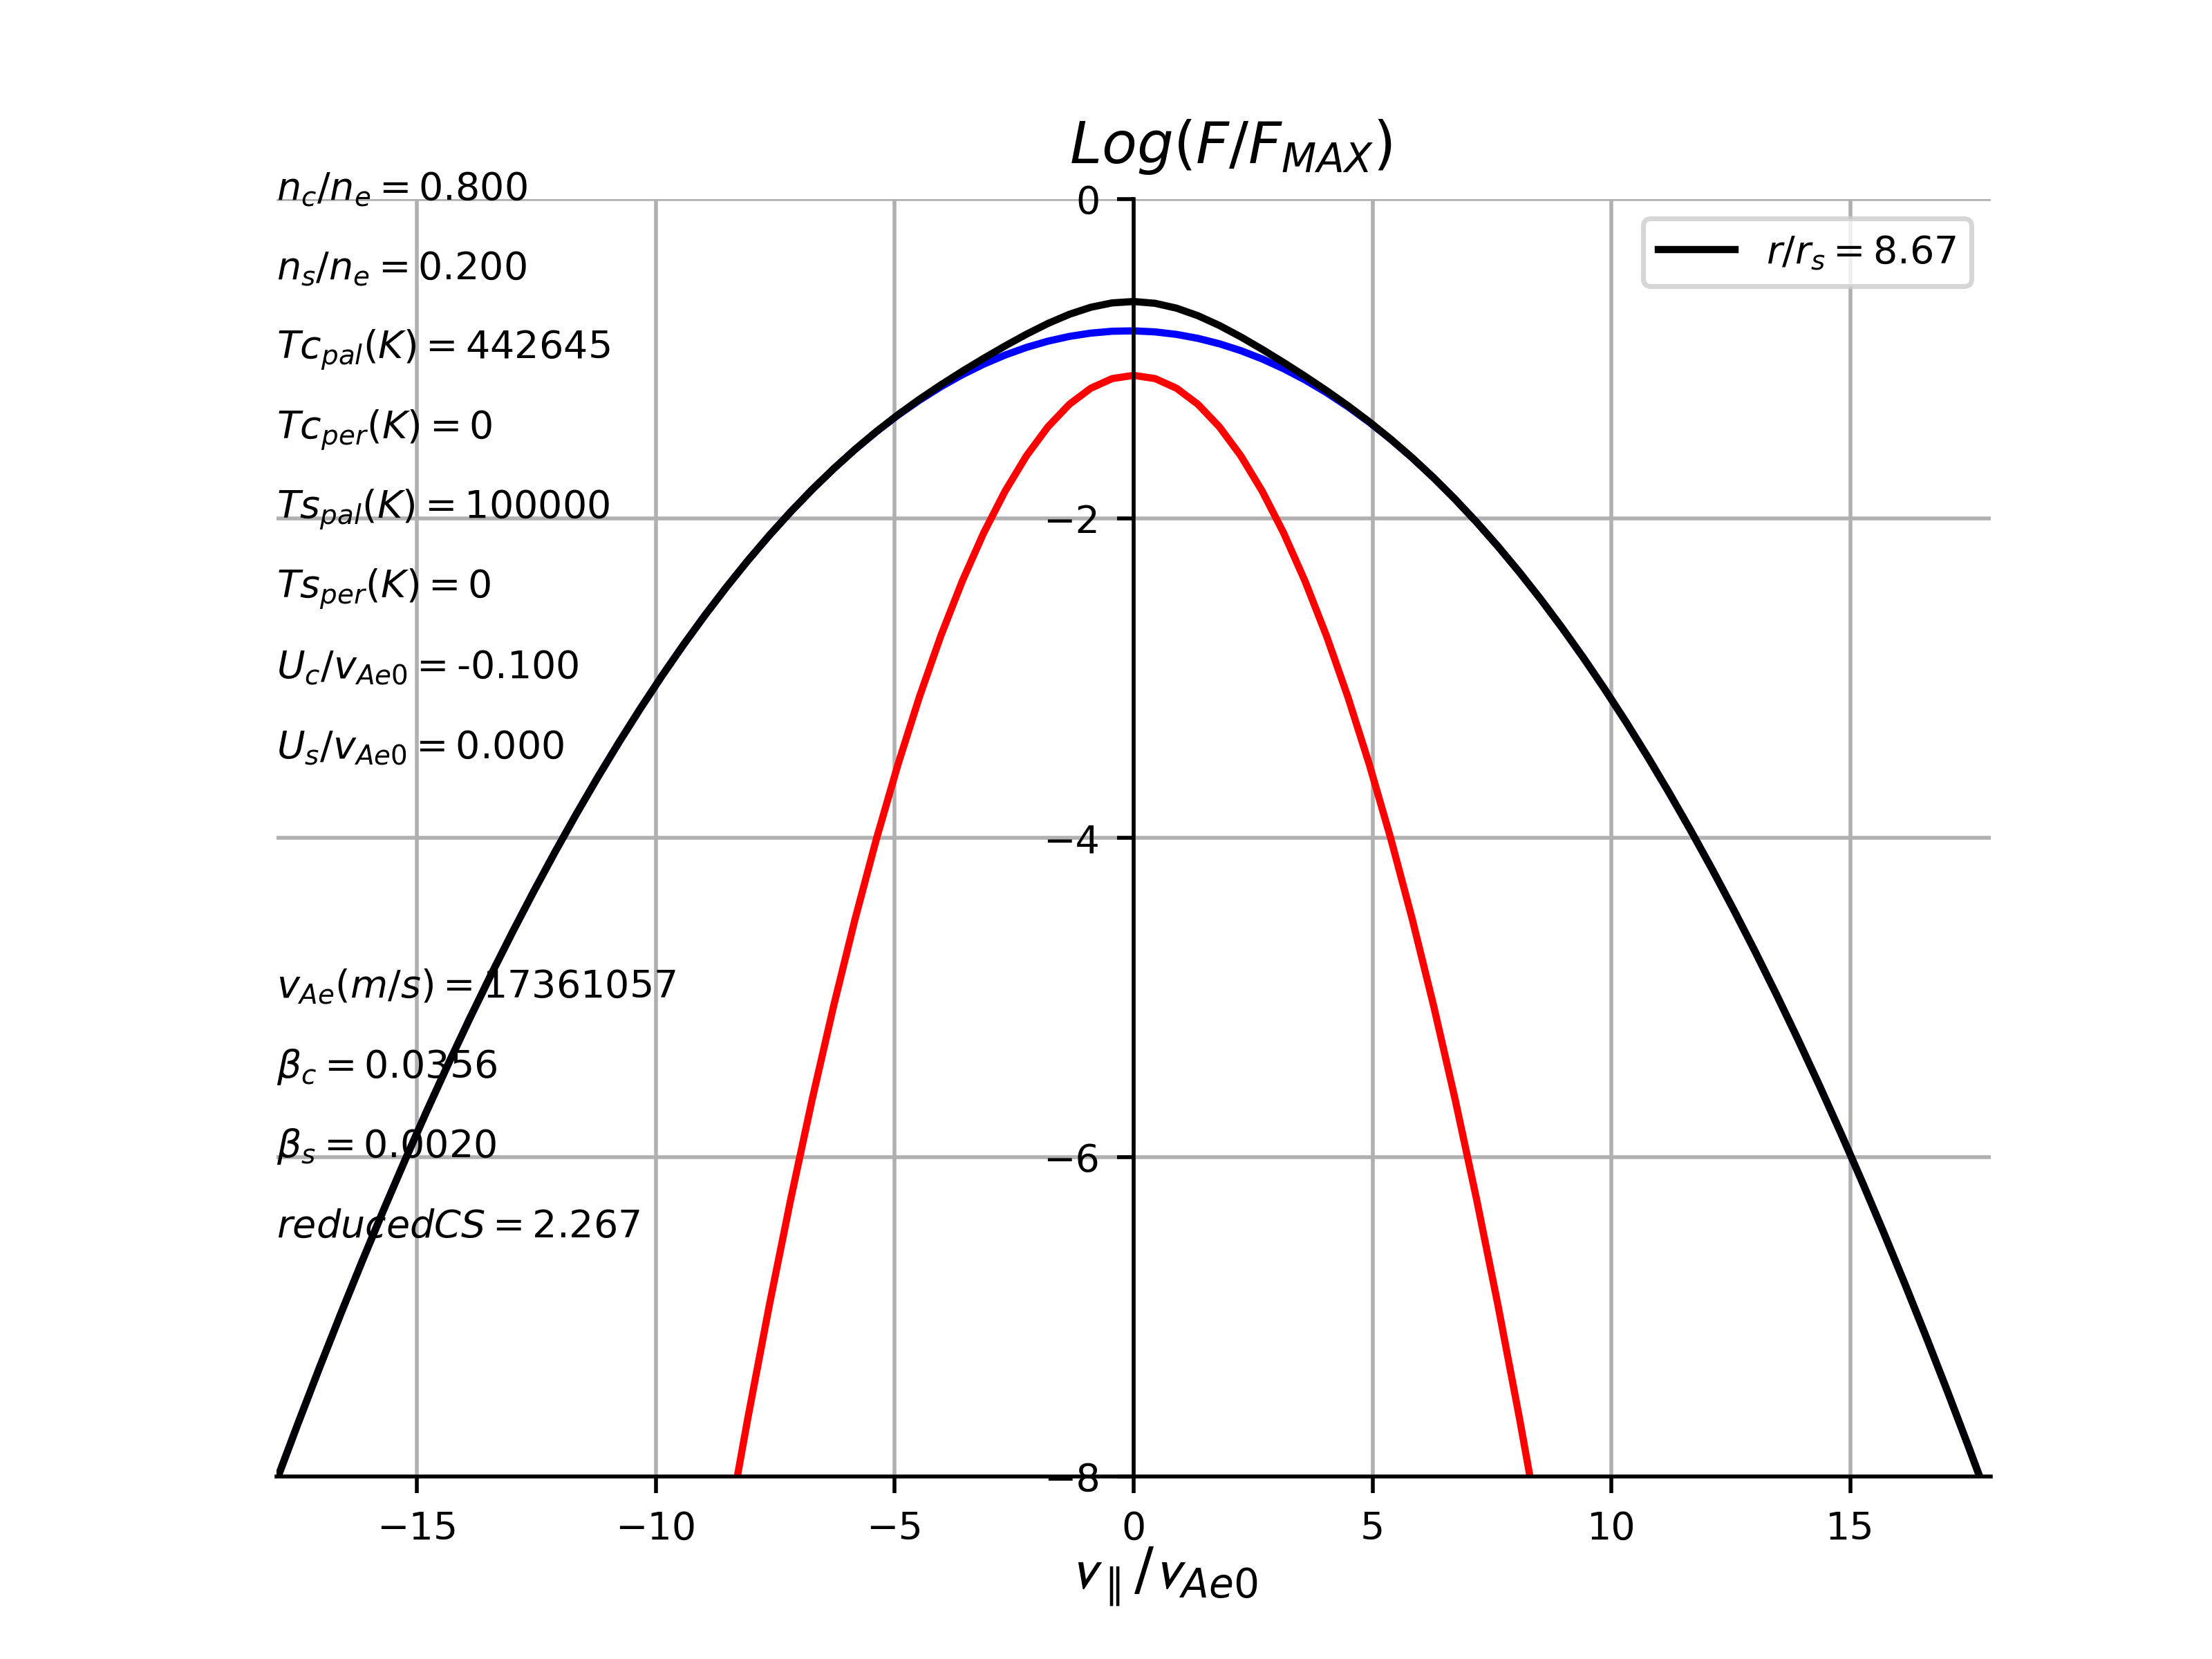 Log(F/F_MAX)
n_c/n_e = 0.800
n_s/n_e = 0.200
Tc_pal(K) = 442645
Tc_per(K) = 0
Ts_pal(K) = 100000
Ts_per(K) = 0
U_c/v_Ae0 = -0.100
U_s/v_Ae0 = 0.000
v_Ae(m/s) = 17361057
β_c = 0.0356
β_s = 0.0020
reducedCS = 2.267
r/r_s = 8.67
0
−2
−4
−6
−8
−15 −10 −5 0 5 10 15
v_∥/v_Ae0